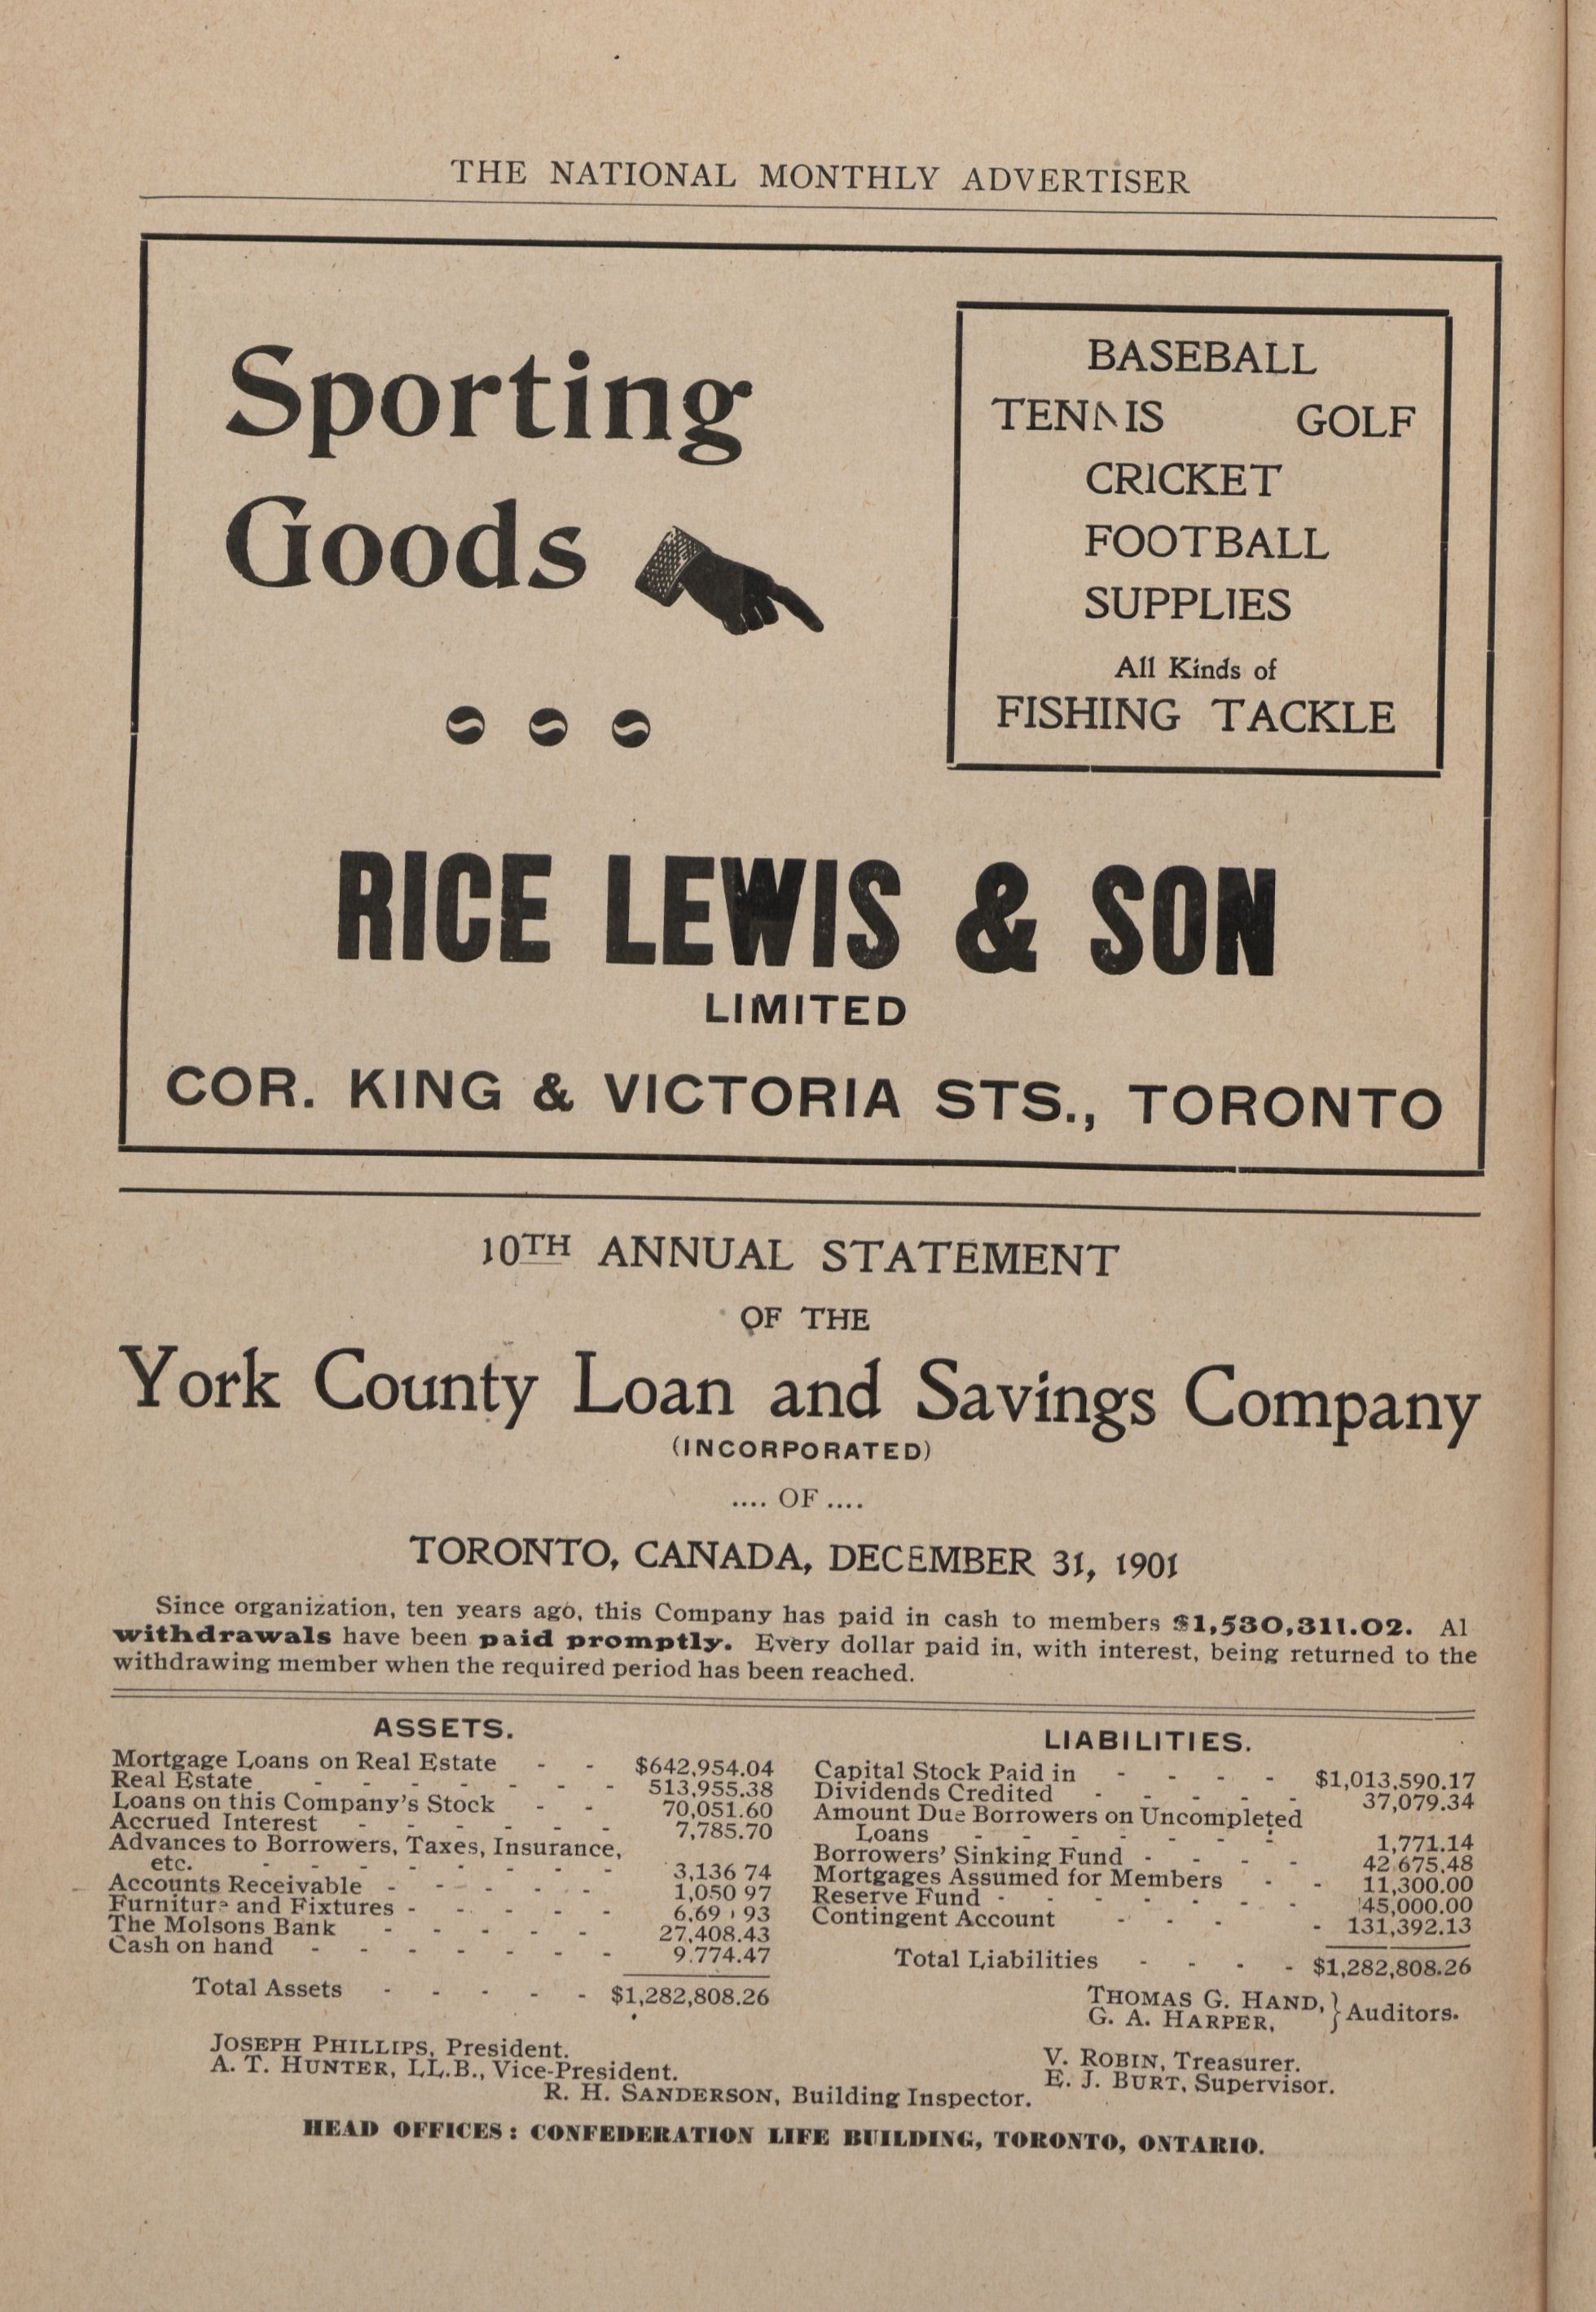 THE NATIONAL MONTHLY ADVERTISER
Sporting
Goods
BASEBALL
TENNIS GOLF
CRICKET
FOOTBALL
SUPPLIES
All Kinds of
FISHING TACKLE
RICE LEWIS & SON
LIMITED
COR. KING & VICTORIA STS., TORONTO
10TH ANNUAL STATEMENT
OF THE
York County Loan and Savings Company
(INCORPORATED)
.... OF ....
TORONTO, CANADA, DECEMBER 31, 1901
Since organization, ten years ago, this Company has paid in cash to members $1,530,311.02. Al
withdrawals have been paid promptly. Every dollar paid in, with interest, being returned to the
withdrawing member when the required period has been reached.
ASSETS.
Mortgage Loans on Real Estate - - $642,954.04
Real Estate - - - - - - - 513,955.38
Loans on this Company's Stock - - 70,051.60
Accrued Interest - - - - - - 7,785.70
Advances to Borrowers, Taxes, Insurance,
etc. - - - - - - - - 3,136 74
Accounts Receivable - - - - - 1,050 97
Furniture and Fixtures - - - - - 6,690 93
The Molsons Bank - - - - - 27,408.43
Cash on hand - - - - - - - 9.774.47
Total Assets - - - - - $1,282,808.26
LIABILITIES.
Capital Stock Paid in - - - - $1,013,590.17
Dividends Credited - - - - - 37,079.34
Amount Due Borrowers on Uncompleted
Loans - - - - - - - 1,771.14
Borrowers' Sinking Fund - - - - 42,675.48
Mortgages Assumed for Members - - 11,300.00
Reserve Fund - - - - - - - 45,000.00
Contingent Account - - - - 131,392.13
Total Liabilities - - - - $1,282,808.26
THOMAS G. HAND, } Auditors.
G. A. HARPER,
JOSEPH PHILLIPS, President.
A. T. HUNTER, LL.B., Vice-President.
V. ROBIN, Treasurer.
E. J. BURT, Supervisor.
R. H. SANDERSON, Building Inspector.
HEAD OFFICES: CONFEDERATION LIFE BUILDING, TORONTO, ONTARIO.